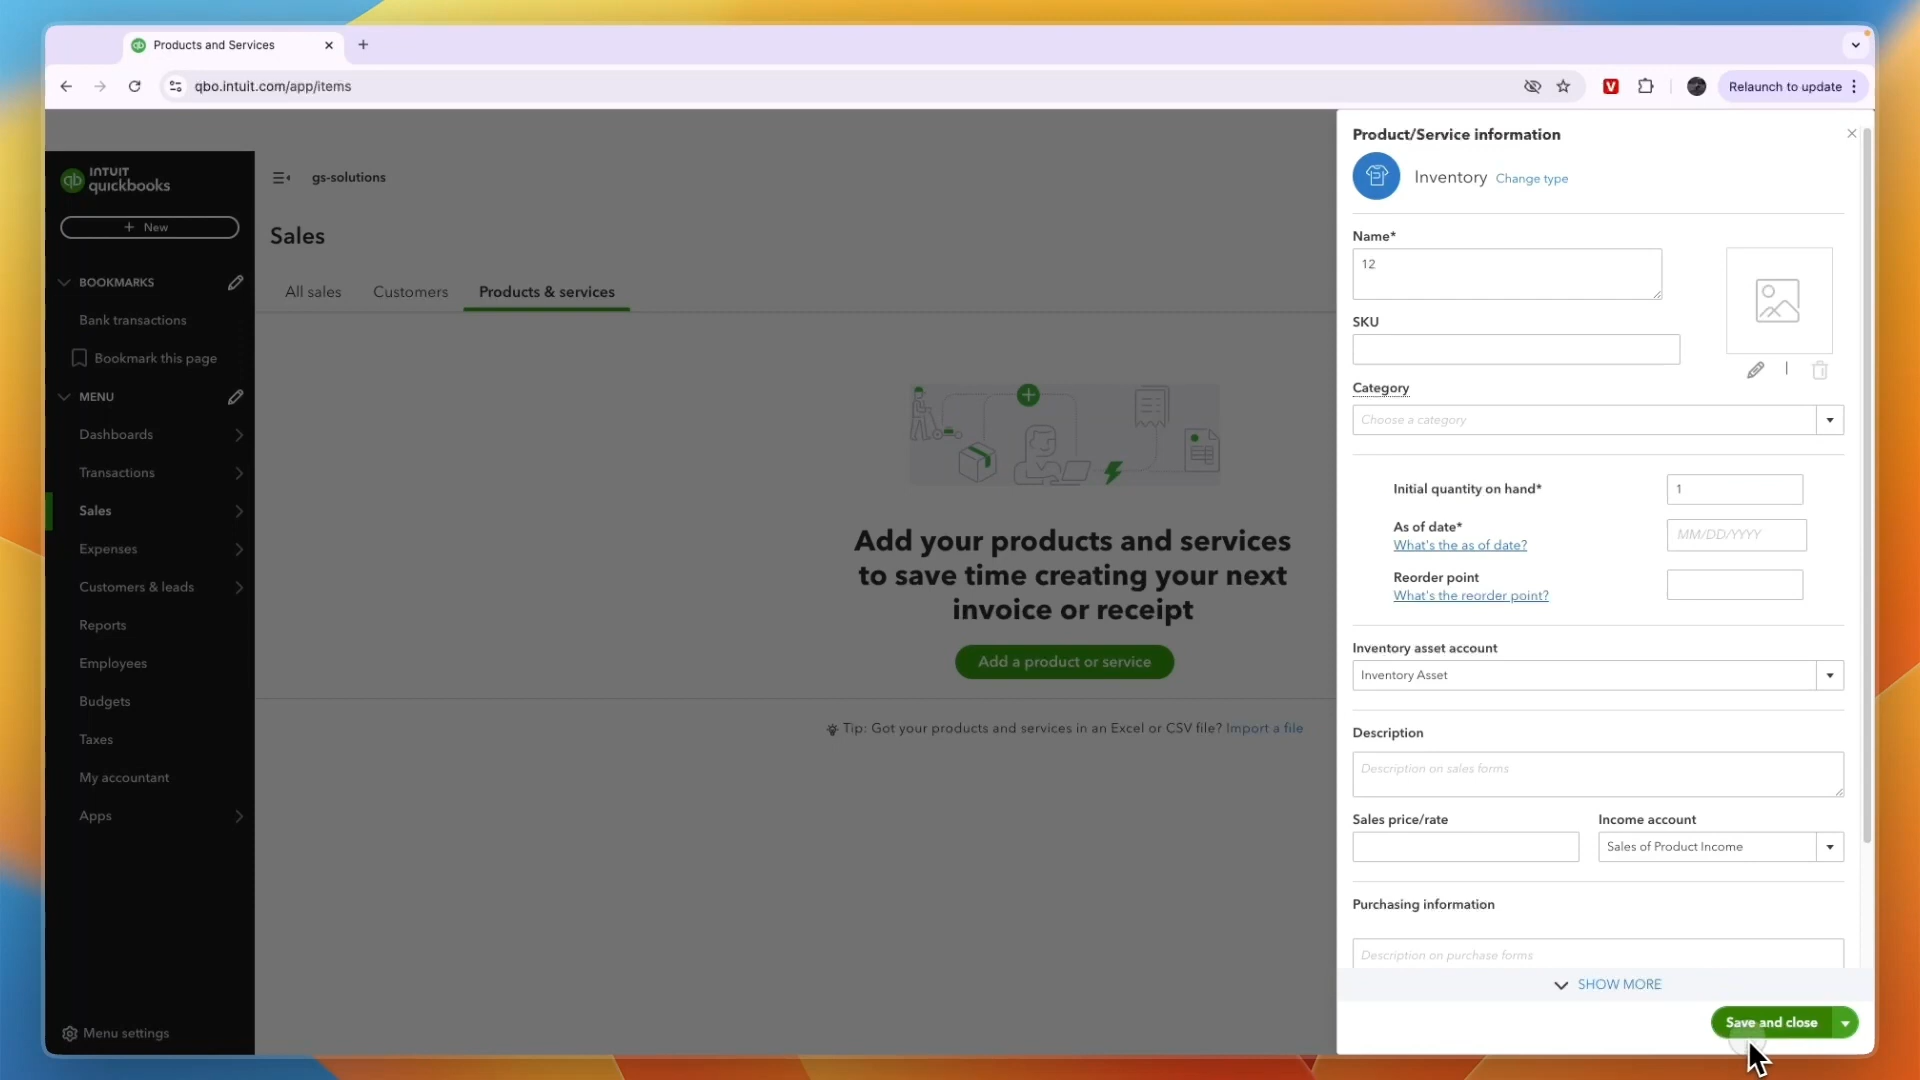 Products and Services
qbo.intuit.com/app/items
Relaunch to update
INTUIT
quickbooks
+ New
BOOKMARKS
Bank transactions
Bookmark this page
MENU
Dashboards
Transactions
Sales
Expenses
Customers & leads
Reports
Employees
Budgets
Taxes
My accountant
Apps
Menu settings
gs-solutions
Sales
All sales
Customers
Products & services
Add your products and services
to save time creating your next
invoice or receipt
Add a product or service
Tip: Got your products and services in an Excel or CSV file? Import a file
Product/Service information
Inventory Change type
Name*
12
SKU
Category
Choose a category
Initial quantity on hand*
1
As of date*
What's the as of date?
MM/DD/YYYY
Reorder point
What's the reorder point?
Inventory asset account
Inventory Asset
Description
Description on sales forms
Sales price/rate
Income account
Sales of Product Income
Purchasing information
Description on purchase forms
SHOW MORE
Save and close